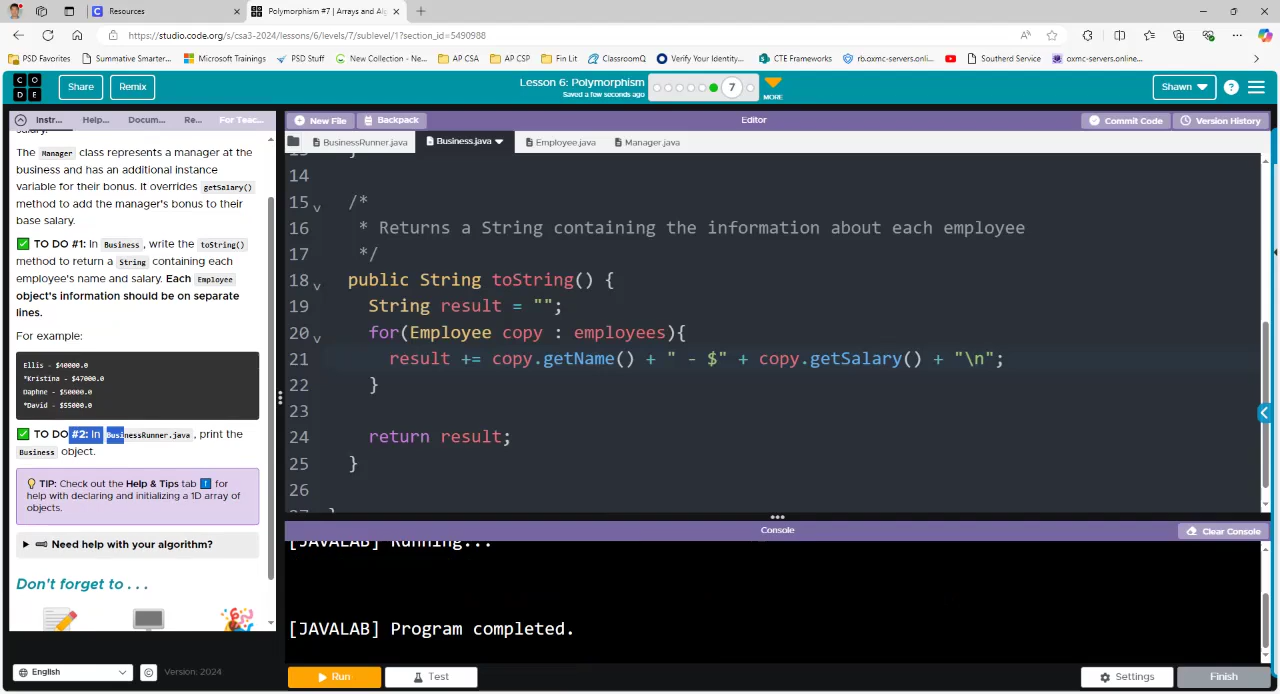 Resources
Polymorphism #7 | Arrays and Alg
https://studio.code.org/s/csa3-2024/lessons/6/levels/7/sublevel/1?section_id=5490988
PSD Favorites
Summative Smarter...
Microsoft Trainings
PSD Stuff
New Collection - Ne...
AP CSA
AP CSP
Fin Lit
ClassroomQ
Verify Your Identity,...
CTE Frameworks
rb.oxmc-servers.onli...
Southerd Service
oxmc-servers.online...
C O
D E
Share
Remix
Lesson 6: Polymorphism
Saved a few seconds ago
7
MORE
Shawn
?
Instr...
Help...
Docum...
Re...
For Teac...
New File
Backpack
Editor
Commit Code
Version History
BusinessRunner.java
Business.java
Employee.java
Manager.java
salary.
The Manager class represents a manager at the
business and has an additional instance
variable for their bonus. It overrides getSalary()
method to add the manager's bonus to their
base salary.
✅ TO DO #1: In Business, write the toString()
method to return a String containing each
employee's name and salary. Each Employee
object's information should be on separate
lines.
For example:
Ellis - $40000.0
*Kristina - $47000.0
Daphne - $50000.0
*David - $55000.0
✅ TO DO #2: In BusinessRunner.java, print the
Business object.
💡 TIP: Check out the Help & Tips tab ⬆ for
help with declaring and initializing a 1D array of
objects.
Need help with your algorithm?
Don't forget to . . .
13 }
14
15 /*
16 * Returns a String containing the information about each employee
17 */
18 public String toString() {
19 String result = "";
20 for(Employee copy : employees){
21 result += copy.getName() + " - $" + copy.getSalary() + "\n";
22 }
23
24 return result;
25 }
26
27 }
Console
Clear Console
[JAVALAB] Running...
[JAVALAB] Program completed.
English
© Version: 2024
Run
Test
Settings
Finish